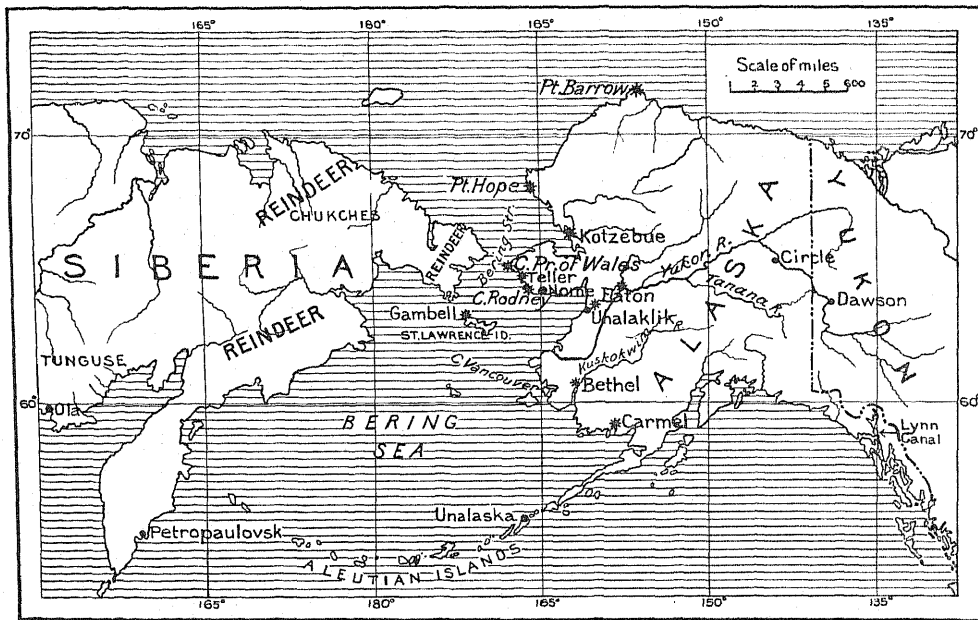 165° 180° 165° 150° 135°
Scale of miles
1 2 3 4 5 600
Pt. Barrow
70° 70°
Pt. Hope
REINDEER
CHUKCHES
Bering Str.
Kotzebue
SIBERIA
REINDEER
C. Pr. of Wales
Teller
Nome
C. Rodney
Eaton
Unalaklik
Yukon R.
Tanana R.
Circle
Dawson
ALASKA
YUKON
Gambell
ST. LAWRENCE ID.
REINDEER
TUNGUSE
Kuskokwim R.
C. Vancouver
Bethel
Ola
60° 60°
Carmel
Lynn
Canal
BERING
SEA
Unalaska
Petropaulovsk
ALEUTIAN ISLANDS
165° 180° 165° 150° 135°